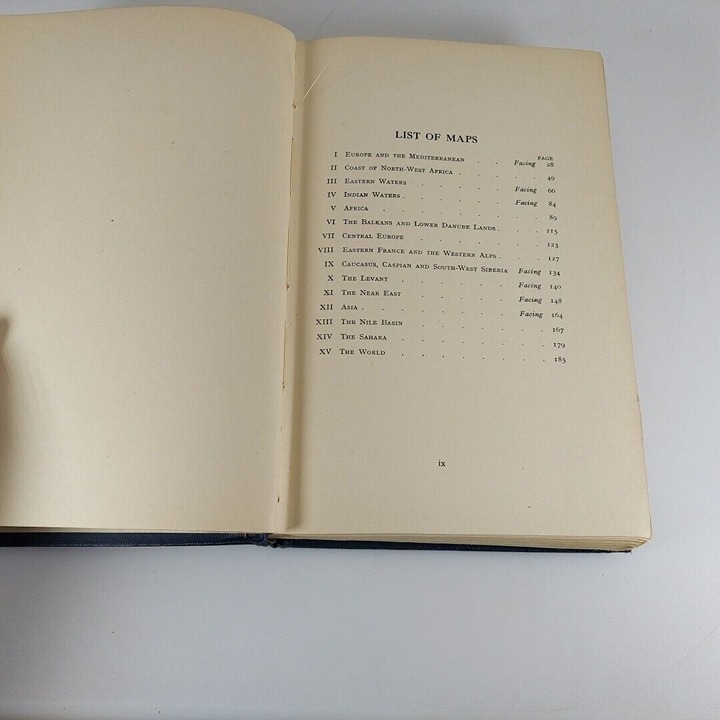 LIST OF MAPS
PAGE
I EUROPE AND THE MEDITERRANEAN . . Facing 28
II COAST OF NORTH-WEST AFRICA . . . . . 49
III EASTERN WATERS . . . . . Facing 66
IV INDIAN WATERS . . . . . Facing 84
V AFRICA . . . . . . . . 89
VI THE BALKANS AND LOWER DANUBE LANDS . . . 115
VII CENTRAL EUROPE . . . . . . . 123
VIII EASTERN FRANCE AND THE WESTERN ALPS . . . 127
IX CAUCASUS, CASPIAN AND SOUTH-WEST SIBERIA Facing 134
X THE LEVANT . . . . . Facing 140
XI THE NEAR EAST . . . . . Facing 148
XII ASIA . . . . . . . Facing 164
XIII THE NILE BASIN . . . . . . . 167
XIV THE SAHARA . . . . . . . . 179
XV THE WORLD . . . . . . . . 185
ix